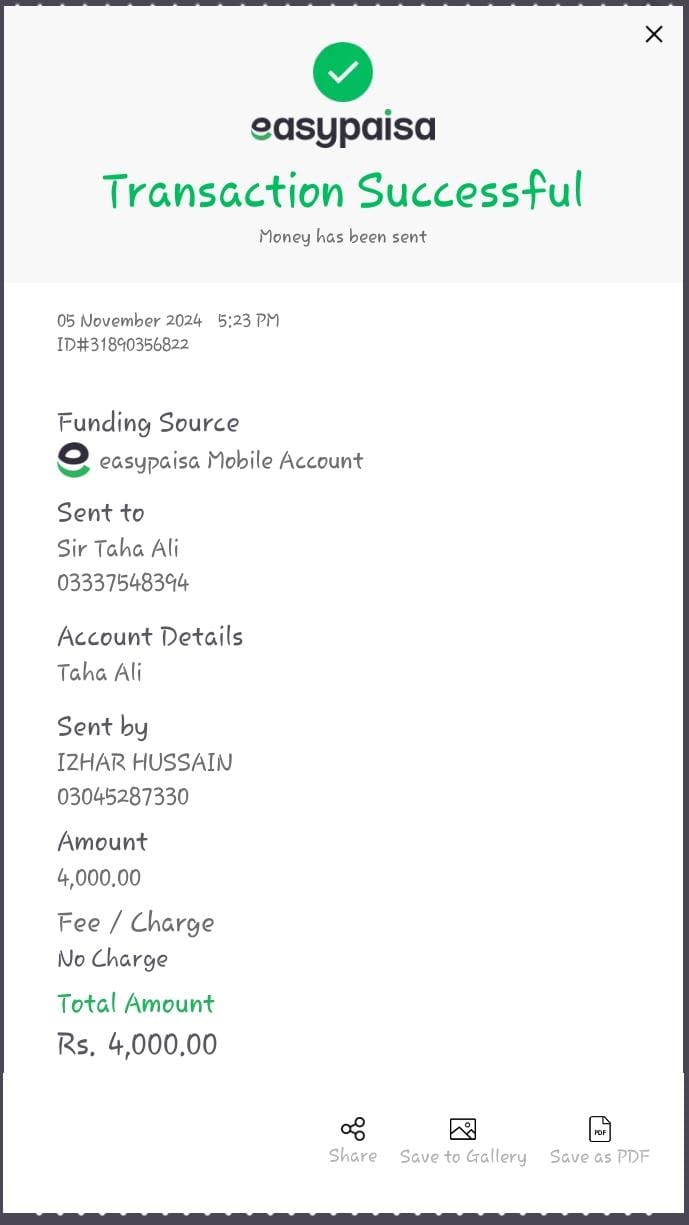 easypaisa
Transaction Successful
Money has been sent
05 November 2024 5:23 PM
ID#31890356822
Funding Source
easypaisa Mobile Account
Sent to
Sir Taha Ali
03337548394
Account Details
Taha Ali
Sent by
IZHAR HUSSAIN
03045287330
Amount
4,000.00
Fee / Charge
No Charge
Total Amount
Rs. 4,000.00
PDF
Share Save to Gallery Save as PDF